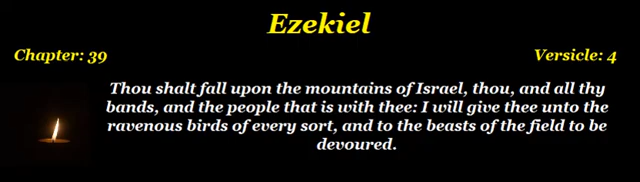 Ezekiel
Chapter: 39
Versicle: 4
Thou shalt fall upon the mountains of Israel, thou, and all thy
bands, and the people that is with thee: I will give thee unto the
ravenous birds of every sort, and to the beasts of the field to be
devoured.